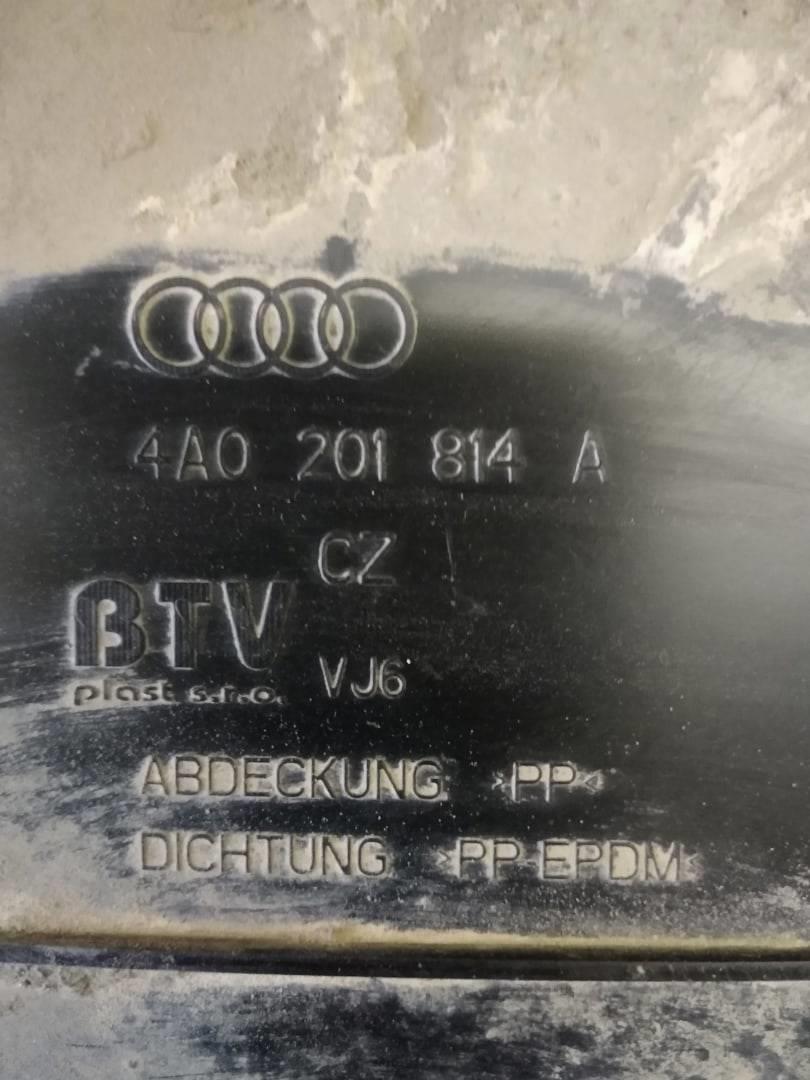 4A0 201 814 A
CZ
BTV
plast s.r.o. VJ6
ABDECKUNG >PP<
DICHTUNG >PP-EPDM<